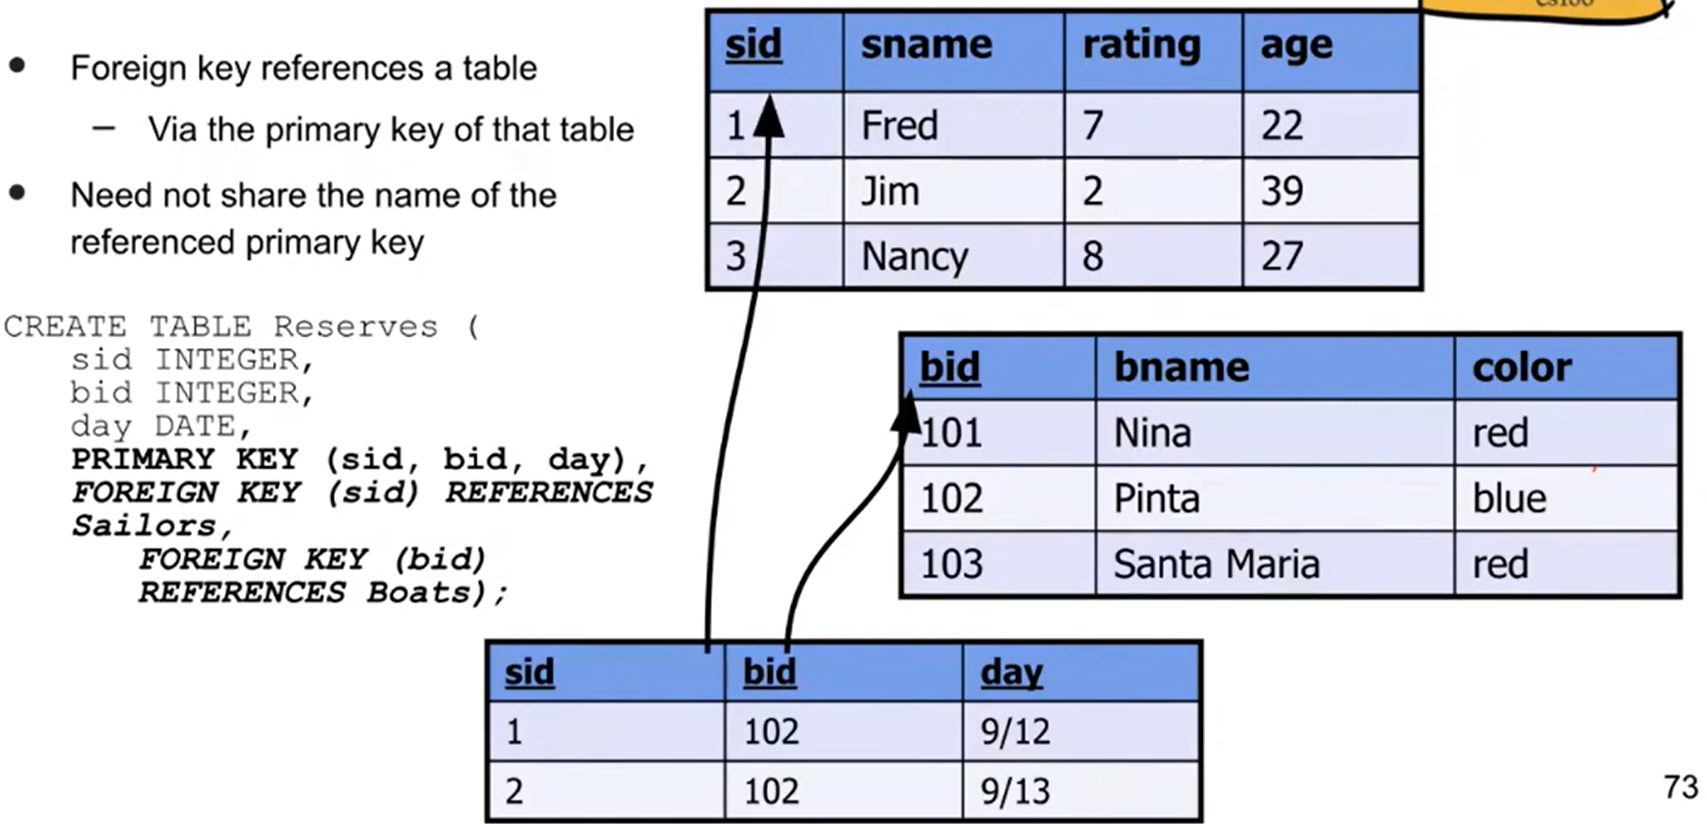 cs186
• Foreign key references a table
– Via the primary key of that table
• Need not share the name of the
referenced primary key
CREATE TABLE Reserves (
sid INTEGER,
bid INTEGER,
day DATE,
PRIMARY KEY (sid, bid, day),
FOREIGN KEY (sid) REFERENCES
Sailors,
FOREIGN KEY (bid)
REFERENCES Boats);
sid sname rating age
1 Fred 7 22
2 Jim 2 39
3 Nancy 8 27
bid bname color
101 Nina red
102 Pinta blue
103 Santa Maria red
sid bid day
1 102 9/12
2 102 9/13
73